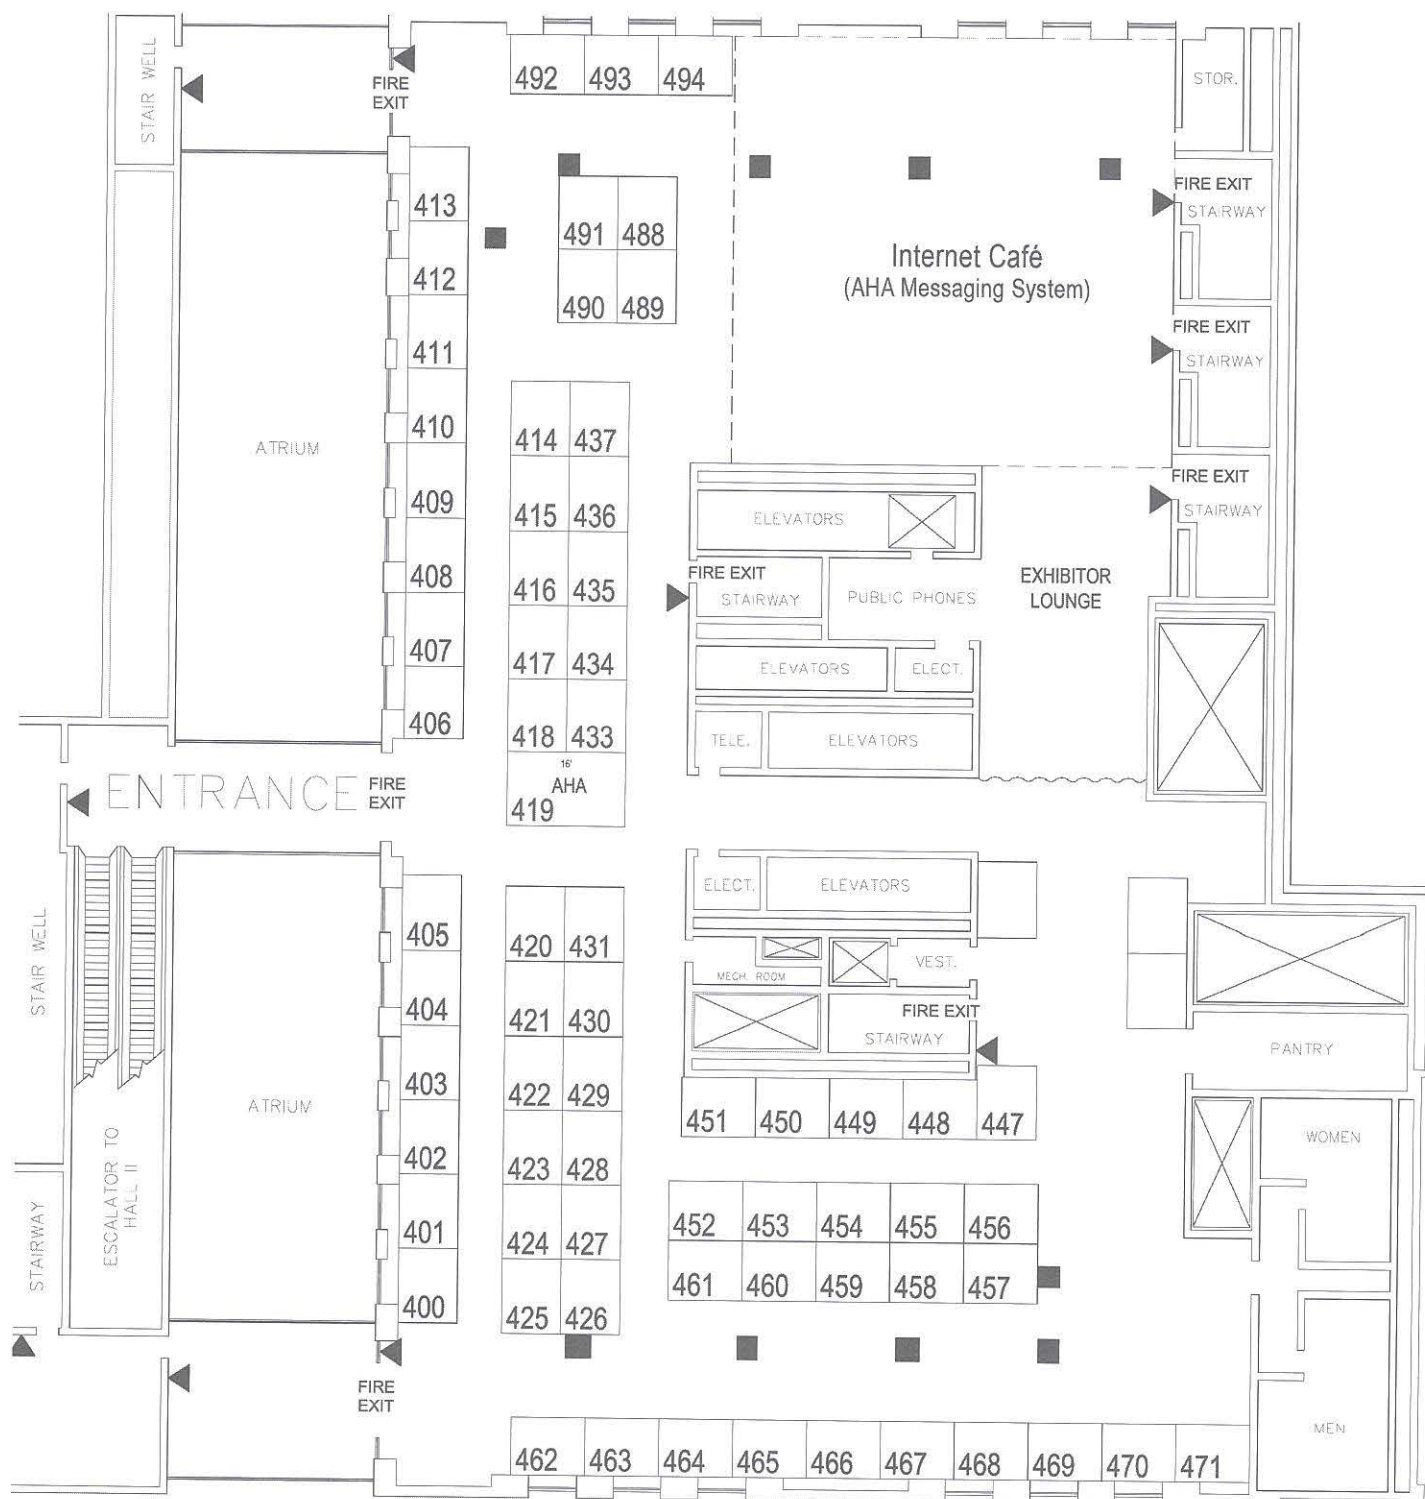 492 493 494
STAIR WELL
FIRE
EXIT
STOR.
413
412
411
410
409
408
407
406
491 488
490 489
Internet Café
(AHA Messaging System)
FIRE EXIT
STAIRWAY
FIRE EXIT
STAIRWAY
FIRE EXIT
STAIRWAY
ATRIUM
414 437
415 436
416 435
417 434
418 433
16'
AHA
419
ELEVATORS
FIRE EXIT
STAIRWAY
PUBLIC PHONES
EXHIBITOR
LOUNGE
ELEVATORS
ELECT.
TELE.
ELEVATORS
ENTRANCE
FIRE
EXIT
STAIR WELL
ESCALATOR TO
HALL II
STAIRWAY
ATRIUM
405
404
403
402
401
400
420 431
421 430
422 429
423 428
424 427
425 426
ELECT.
ELEVATORS
MECH. ROOM
VEST.
FIRE EXIT
STAIRWAY
PANTRY
451 450 449 448 447
WOMEN
452 453 454 455 456
461 460 459 458 457
FIRE
EXIT
MEN
462 463 464 465 466 467 468 469 470 471